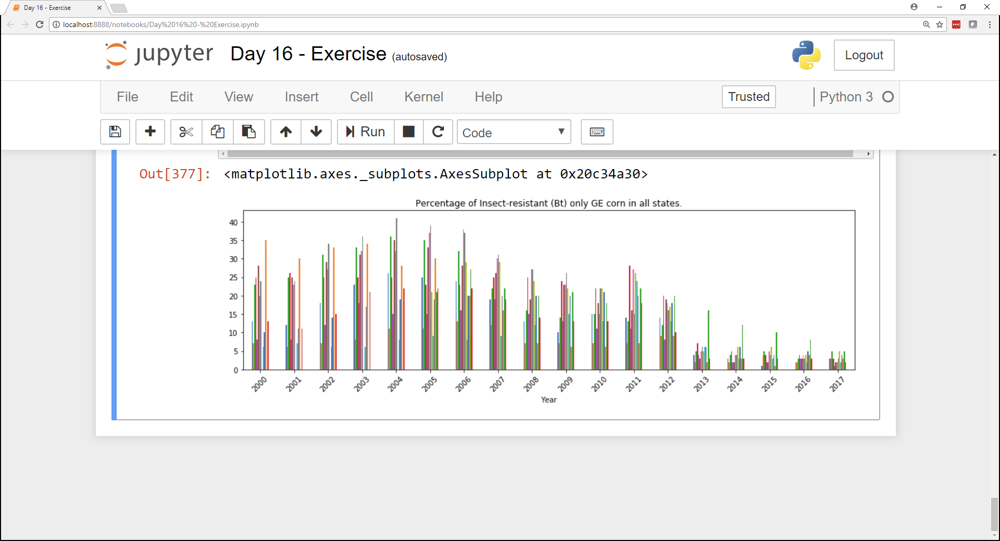 Day 16 - Exercise
localhost:8888/notebooks/Day%2016%20-%20Exercise.ipynb
jupyter Day 16 - Exercise (autosaved)
Logout
File Edit View Insert Cell Kernel Help Trusted Python 3
Run Code
Out[377]: <matplotlib.axes._subplots.AxesSubplot at 0x20c34a30>
Percentage of Insect-resistant (Bt) only GE corn in all states.
40
35
30
25
20
15
10
5
0
2000 2001 2002 2003 2004 2005 2006 2007 2008 2009 2010 2011 2012 2013 2014 2015 2016 2017
Year